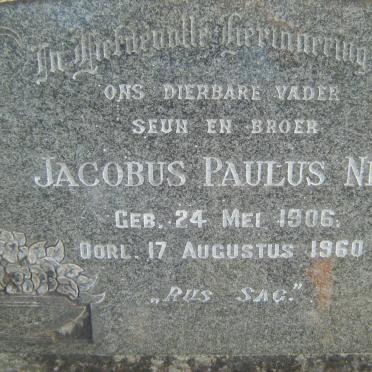 In Liefdevolle Herinnering
ONS DIERBARE VADER
SEUN EN BROER
JACOBUS PAULUS
GEB. 24 MEI 1906.
OORL. 17 AUGUSTUS 1960
„RUS SAG."